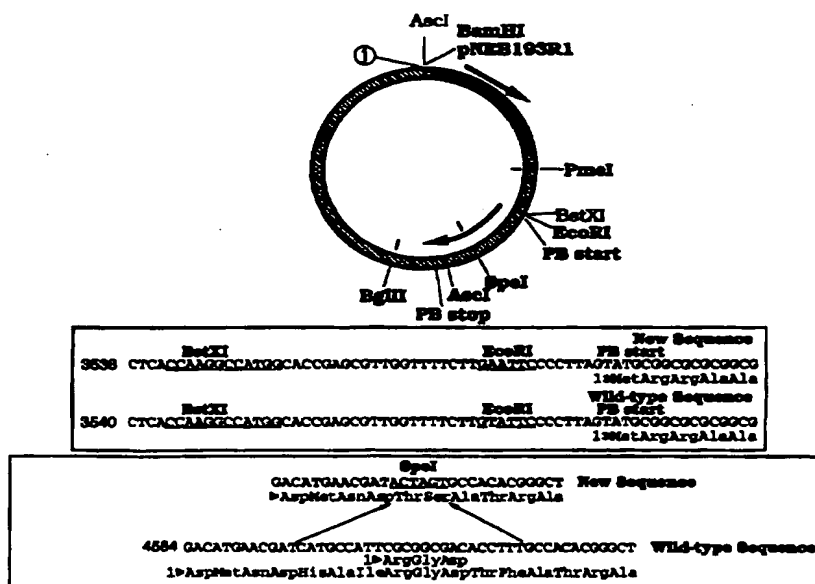 AscI
①
BamHI
pNEB193R1
PmeI
BstXI
EcoRI
PB start
SpeI
AscI
BglII
PB stop
New Sequence
BstXI EcoRI PB start
3538 CTCACCAAGGCCATGGCACCGAGCGTTGGTTTTCTTGAATTCCCCTTAGTATGCGGCGCGCGGCG
1▶MetArgArgAlaAla
Wild-type Sequence
BstXI EcoRI PB start
3540 CTCACCAAGGCCATGGCACCGAGCGTTGGTTTTCTTGTATTCCCCTTAGTATGCGGCGCGCGGCG
1▶MetArgArgAlaAla
SpeI
GACATGAACGATACTAGTGCCACACGGGCT New Sequence
▶AspMetAsnAspThrSerAlaThrArgAla
4584 GACATGAACGATCATGCCATTCGCGGCGACACCTTTGCCACACGGGCT Wild-type Sequence
1▶ArgGlyAsp
1▶AspMetAsnAspHisAlaIleArgGlyAspThrPheAlaThrArgAla